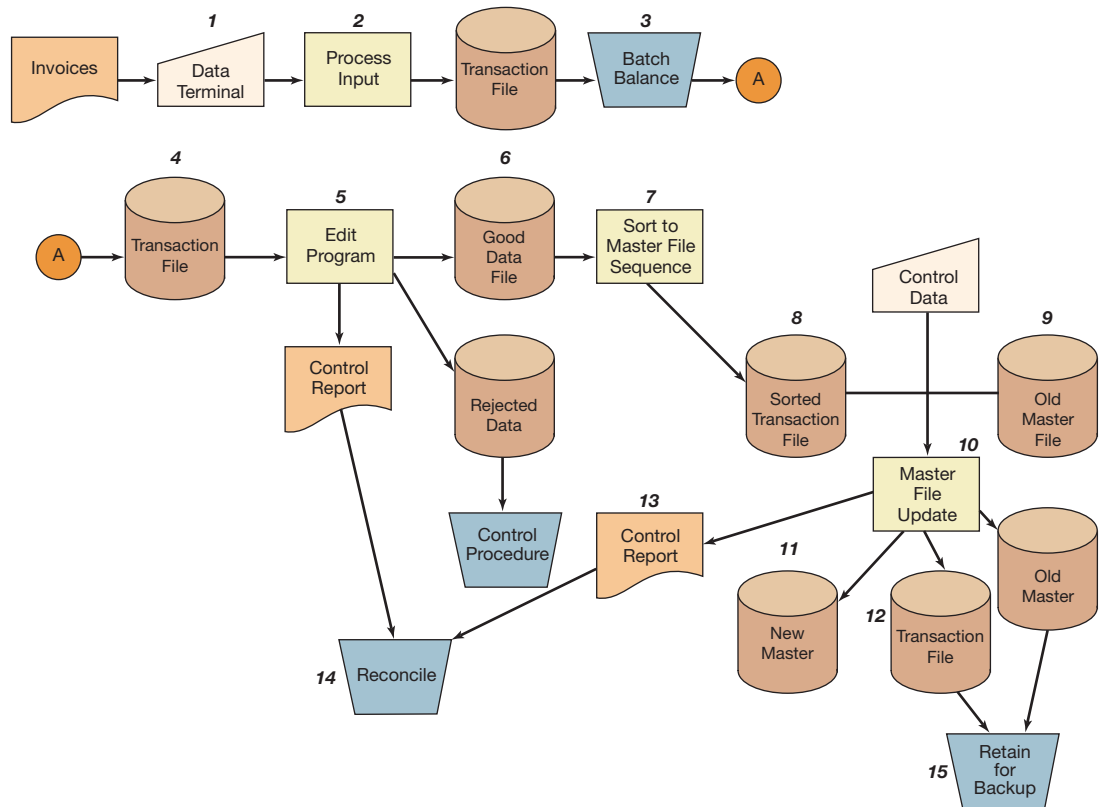 1
2
3
Invoices
Data
Terminal
Process
Input
Transaction
File
Batch
Balance
A
4
5
6
7
A
Transaction
File
Edit
Program
Good
Data
File
Sort to
Master File
Sequence
Control
Data
8
9
Control
Report
Rejected
Data
Sorted
Transaction
File
Old
Master
File
10
Master
File
Update
13
Control
Procedure
Control
Report
11
Old
Master
12
New
Master
Transaction
File
14
Reconcile
15
Retain
for
Backup